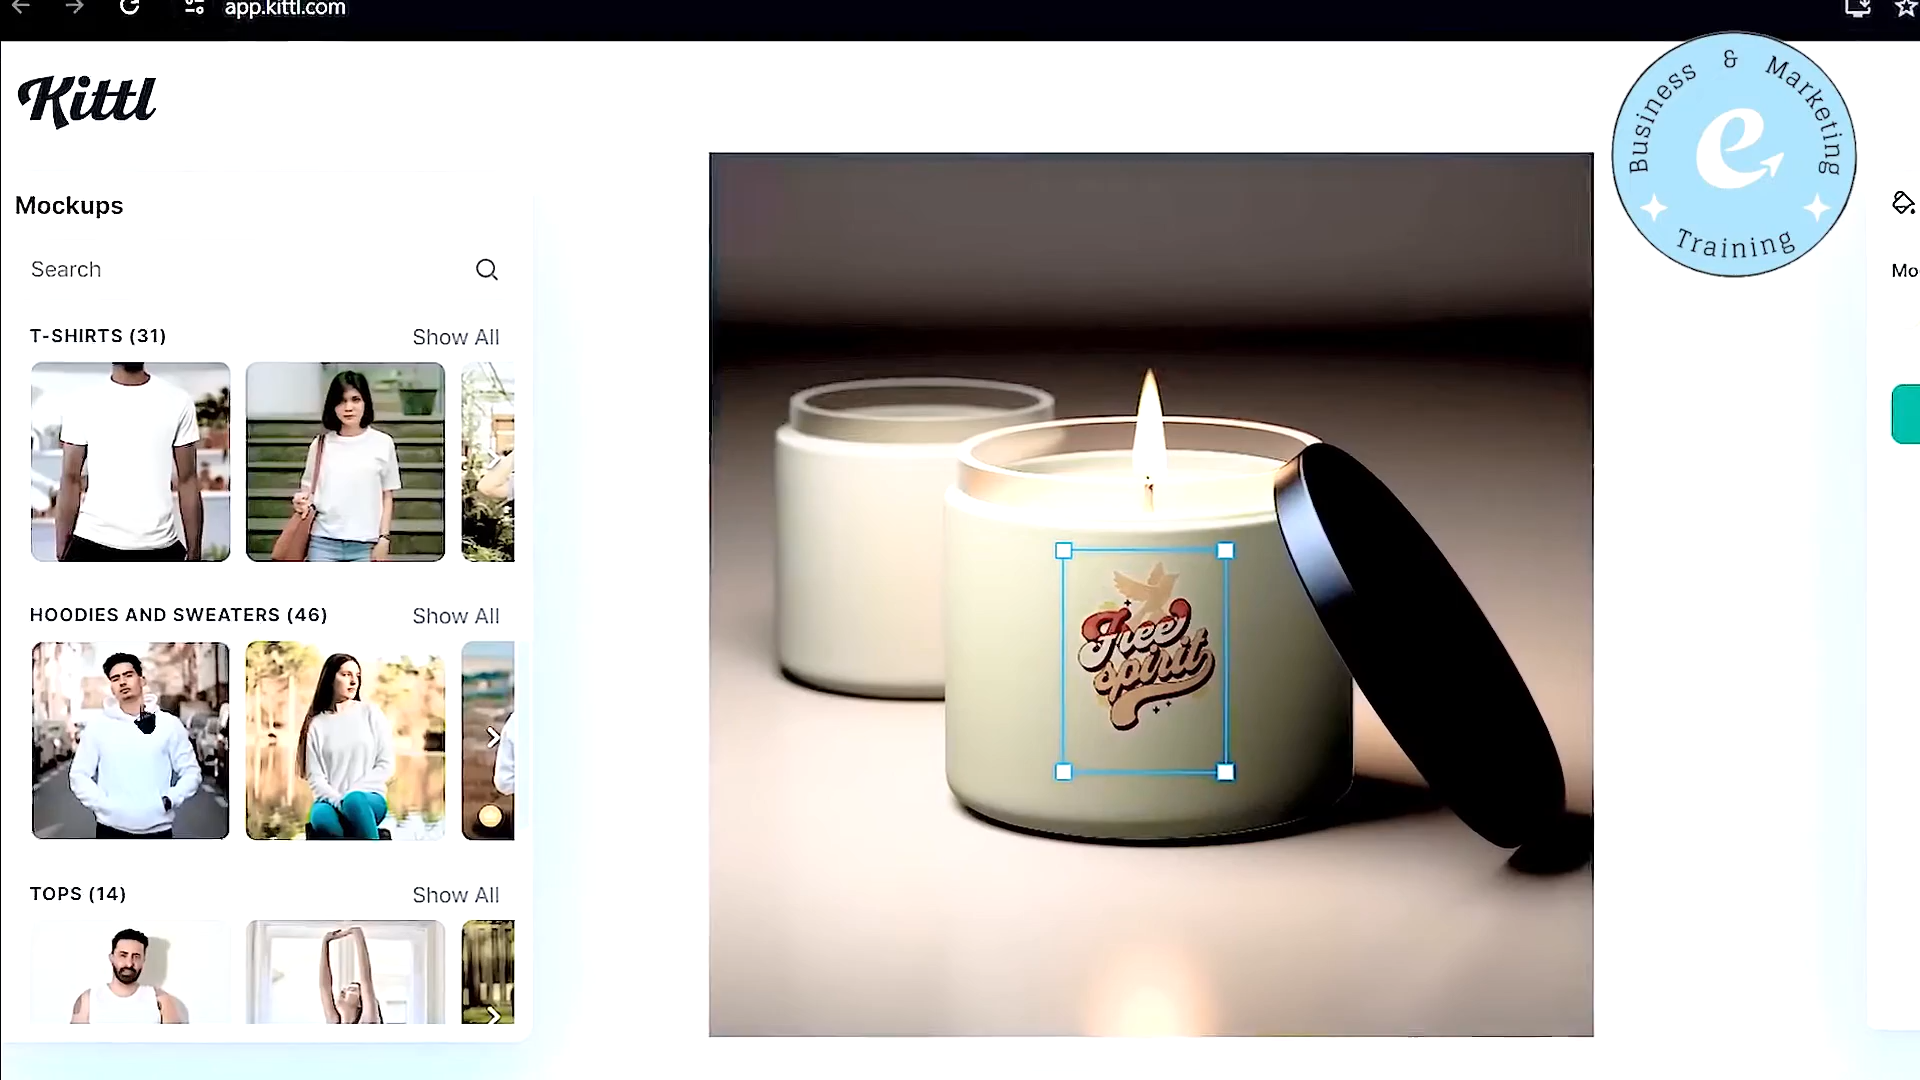 app.kittl.com
Kittl
Business & Marketing
e
Training
Mockups
Search
T-SHIRTS (31)
Show All
HOODIES AND SWEATERS (46)
Show All
TOPS (14)
Show All
Free
spirit